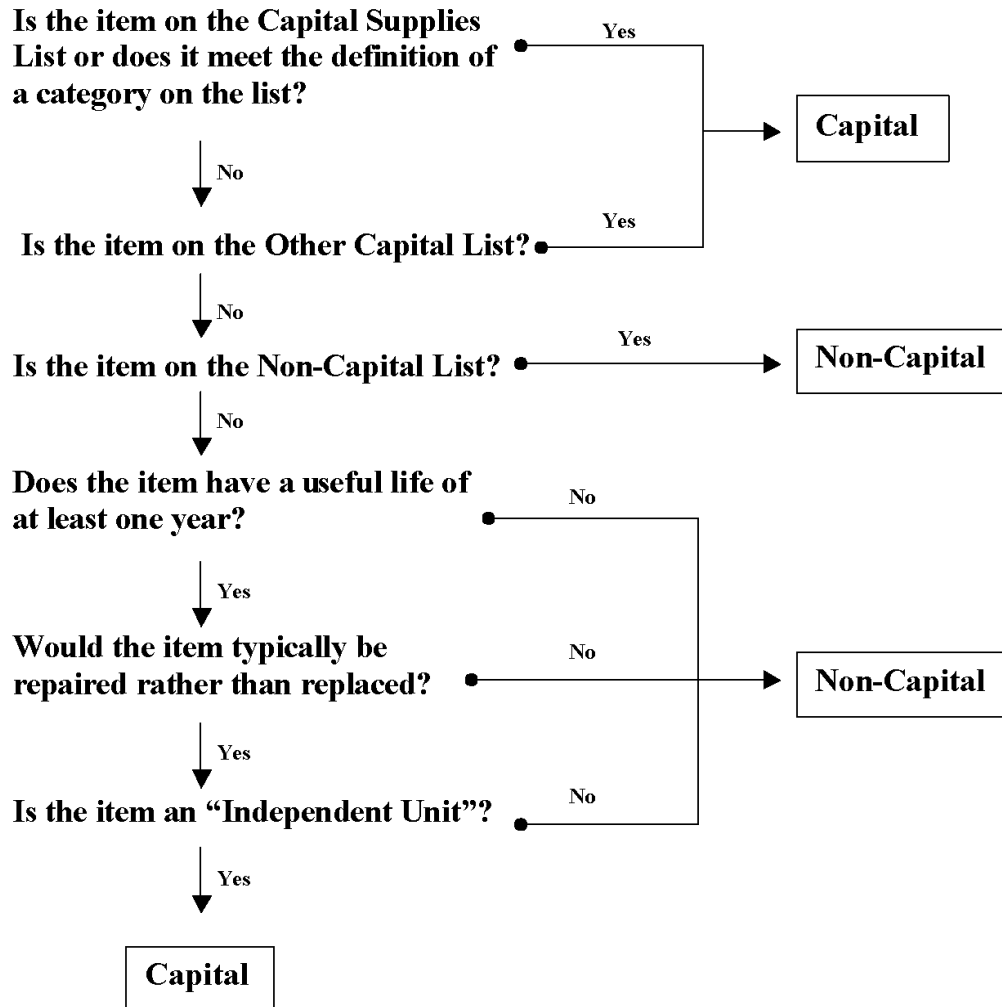 Is the item on the Capital Supplies
List or does it meet the definition of
a category on the list?
Yes
Capital
No
Is the item on the Other Capital List?
Yes
No
Is the item on the Non-Capital List?
Yes
Non-Capital
No
Does the item have a useful life of
at least one year?
No
Yes
Would the item typically be
repaired rather than replaced?
No
Non-Capital
Yes
Is the item an “Independent Unit”?
No
Yes
Capital